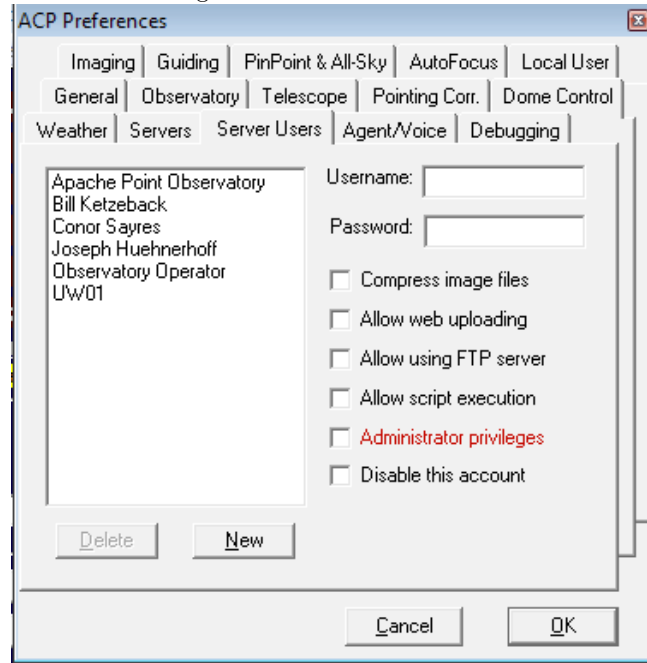 ACP Preferences
Imaging Guiding PinPoint & All-Sky AutoFocus Local User
General Observatory Telescope Pointing Corr. Dome Control
Weather Servers Server Users Agent/Voice Debugging
Apache Point Observatory
Bill Ketzeback
Conor Sayres
Joseph Huehnerhoff
Observatory Operator
UW01
Username:
Password:
Compress image files
Allow web uploading
Allow using FTP server
Allow script execution
Administrator privileges
Disable this account
Delete New
Cancel OK